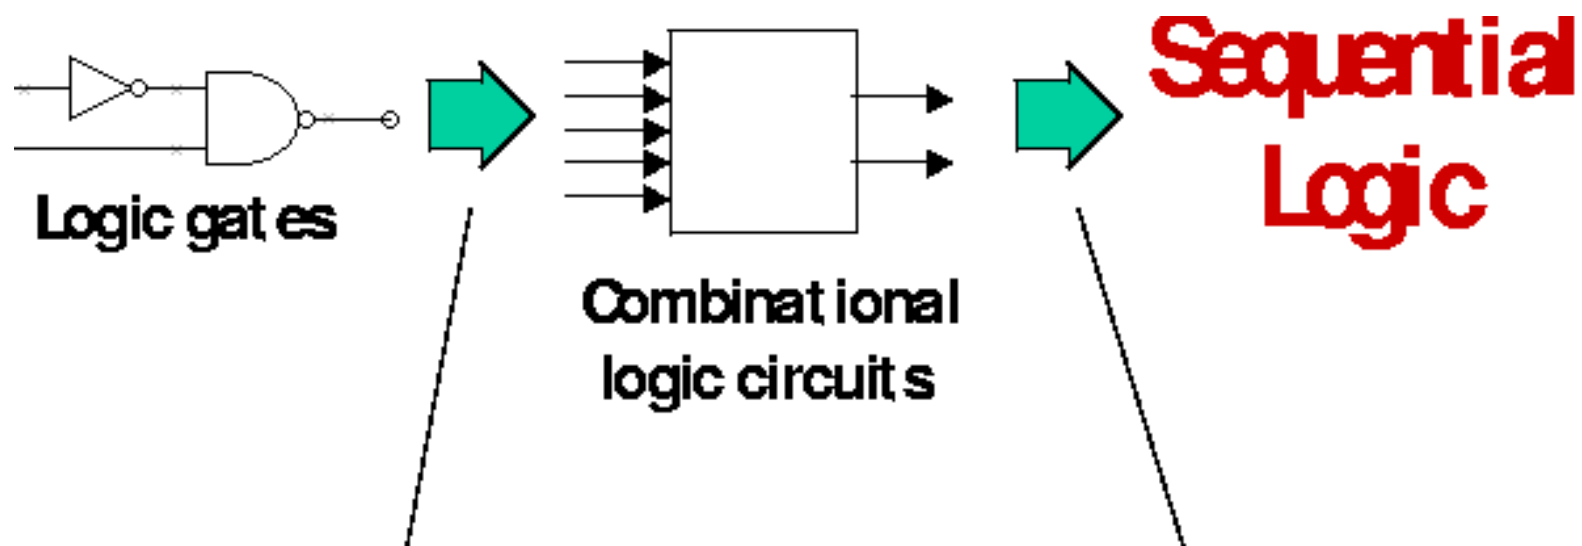 Logic gates
Combinational
logic circuits
Sequential
Logic